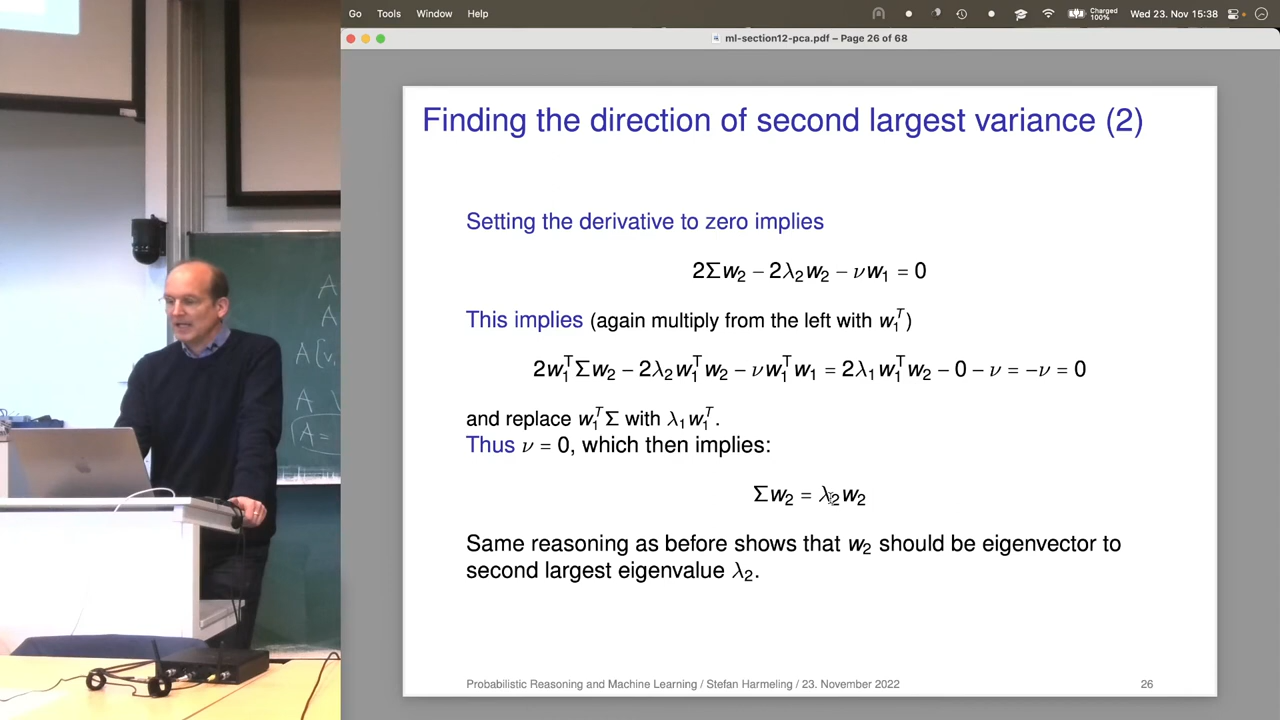 Go Tools Window Help
Charged 100% Wed 23. Nov 15:38
ml-section12-pca.pdf – Page 26 of 68
Finding the direction of second largest variance (2)
Setting the derivative to zero implies
2Σw₂ − 2λ₂w₂ − νw₁ = 0
This implies (again multiply from the left with w₁ᵀ)
2w₁ᵀΣw₂ − 2λ₂w₁ᵀw₂ − νw₁ᵀw₁ = 2λ₁w₁ᵀw₂ − 0 − ν = −ν = 0
and replace w₁ᵀΣ with λ₁w₁ᵀ.
Thus ν = 0, which then implies:
Σw₂ = λ₂w₂
Same reasoning as before shows that w₂ should be eigenvector to
second largest eigenvalue λ₂.
Probabilistic Reasoning and Machine Learning / Stefan Harmeling / 23. November 2022 26
A
A
A
A =